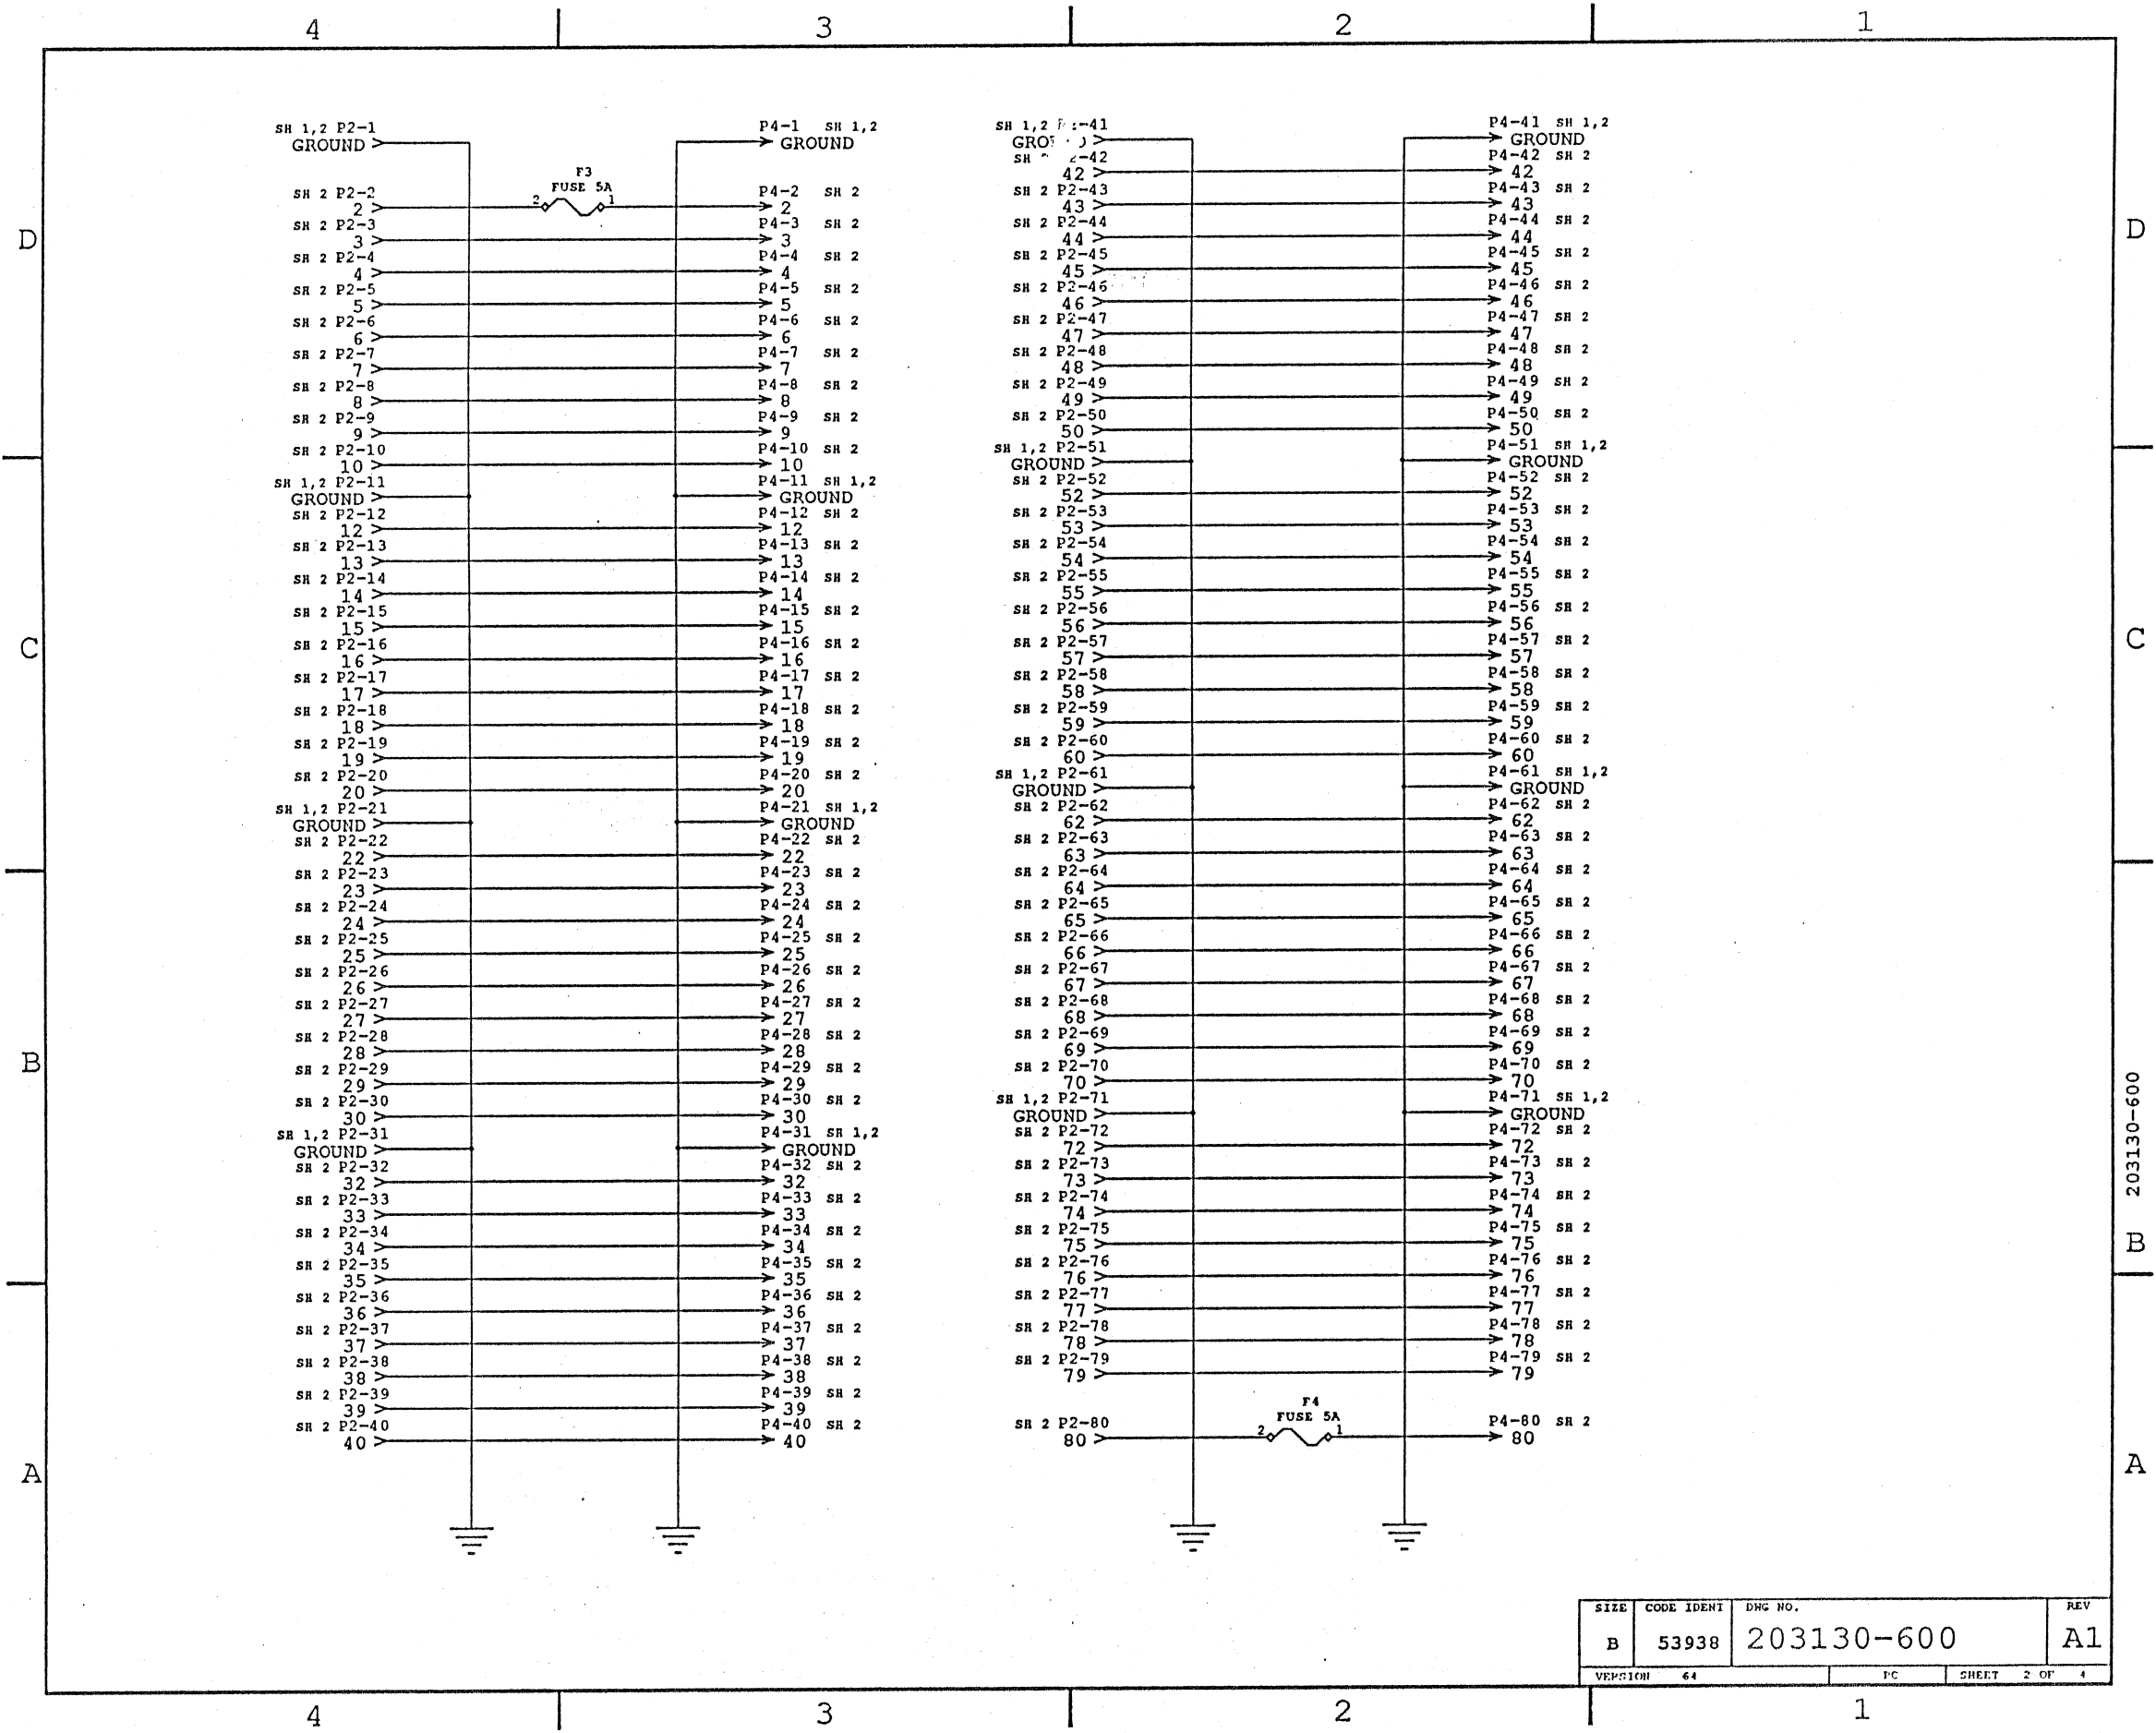 4 3 2 1
SH 1,2 P2-1 P4-1 SH 1,2
GROUND GROUND
F3
FUSE 5A
SH 2 P2-2 P4-2 SH 2
2 2 1 2
SH 2 P2-3 P4-3 SH 2
3 3
SH 2 P2-4 P4-4 SH 2
4 4
SH 2 P2-5 P4-5 SH 2
5 5
SH 2 P2-6 P4-6 SH 2
6 6
SH 2 P2-7 P4-7 SH 2
7 7
SH 2 P2-8 P4-8 SH 2
8 8
SH 2 P2-9 P4-9 SH 2
9 9
SH 2 P2-10 P4-10 SH 2
10 10
SH 1,2 P2-11 P4-11 SH 1,2
GROUND GROUND
SH 2 P2-12 P4-12 SH 2
12 12
SH 2 P2-13 P4-13 SH 2
13 13
SH 2 P2-14 P4-14 SH 2
14 14
SH 2 P2-15 P4-15 SH 2
15 15
SH 2 P2-16 P4-16 SH 2
16 16
SH 2 P2-17 P4-17 SH 2
17 17
SH 2 P2-18 P4-18 SH 2
18 18
SH 2 P2-19 P4-19 SH 2
19 19
SH 2 P2-20 P4-20 SH 2
20 20
SH 1,2 P2-21 P4-21 SH 1,2
GROUND GROUND
SH 2 P2-22 P4-22 SH 2
22 22
SH 2 P2-23 P4-23 SH 2
23 23
SH 2 P2-24 P4-24 SH 2
24 24
SH 2 P2-25 P4-25 SH 2
25 25
SH 2 P2-26 P4-26 SH 2
26 26
SH 2 P2-27 P4-27 SH 2
27 27
SH 2 P2-28 P4-28 SH 2
28 28
SH 2 P2-29 P4-29 SH 2
29 29
SH 2 P2-30 P4-30 SH 2
30 30
SH 1,2 P2-31 P4-31 SH 1,2
GROUND GROUND
SH 2 P2-32 P4-32 SH 2
32 32
SH 2 P2-33 P4-33 SH 2
33 33
SH 2 P2-34 P4-34 SH 2
34 34
SH 2 P2-35 P4-35 SH 2
35 35
SH 2 P2-36 P4-36 SH 2
36 36
SH 2 P2-37 P4-37 SH 2
37 37
SH 2 P2-38 P4-38 SH 2
38 38
SH 2 P2-39 P4-39 SH 2
39 39
SH 2 P2-40 P4-40 SH 2
40 40
SH 1,2 P4-41 SH 1,2
GROUND
SH P4-42 SH 2
42 42
SH 2 P2-43 P4-43 SH 2
43 43
SH 2 P2-44 P4-44 SH 2
44 44
SH 2 P2-45 P4-45 SH 2
45 45
SH 2 P2-46 P4-46 SH 2
46 46
SH 2 P2-47 P4-47 SH 2
47 47
SH 2 P2-48 P4-48 SH 2
48 48
SH 2 P2-49 P4-49 SH 2
49 49
SH 2 P2-50 P4-50 SH 2
50 50
SH 1,2 P2-51 P4-51 SH 1,2
GROUND GROUND
SH 2 P2-52 P4-52 SH 2
52 52
SH 2 P2-53 P4-53 SH 2
53 53
SH 2 P2-54 P4-54 SH 2
54 54
SH 2 P2-55 P4-55 SH 2
55 55
SH 2 P2-56 P4-56 SH 2
56 56
SH 2 P2-57 P4-57 SH 2
57 57
SH 2 P2-58 P4-58 SH 2
58 58
SH 2 P2-59 P4-59 SH 2
59 59
SH 2 P2-60 P4-60 SH 2
60 60
SH 1,2 P2-61 P4-61 SH 1,2
GROUND GROUND
SH 2 P2-62 P4-62 SH 2
62 62
SH 2 P2-63 P4-63 SH 2
63 63
SH 2 P2-64 P4-64 SH 2
64 64
SH 2 P2-65 P4-65 SH 2
65 65
SH 2 P2-66 P4-66 SH 2
66 66
SH 2 P2-67 P4-67 SH 2
67 67
SH 2 P2-68 P4-68 SH 2
68 68
SH 2 P2-69 P4-69 SH 2
69 69
SH 2 P2-70 P4-70 SH 2
70 70
SH 1,2 P2-71 P4-71 SH 1,2
GROUND GROUND
SH 2 P2-72 P4-72 SH 2
72 72
SH 2 P2-73 P4-73 SH 2
73 73
SH 2 P2-74 P4-74 SH 2
74 74
SH 2 P2-75 P4-75 SH 2
75 75
SH 2 P2-76 P4-76 SH 2
76 76
SH 2 P2-77 P4-77 SH 2
77 77
SH 2 P2-78 P4-78 SH 2
78 78
SH 2 P2-79 P4-79 SH 2
79 79
F4
FUSE 5A
SH 2 P2-80 P4-80 SH 2
80 2 1 80
D D
C C
B B
A A
203130-600
SIZE CODE IDENT DWG NO. REV
B 53938 203130-600 A1
VERSION 64 PC SHEET 2 OF 4
4 3 2 1